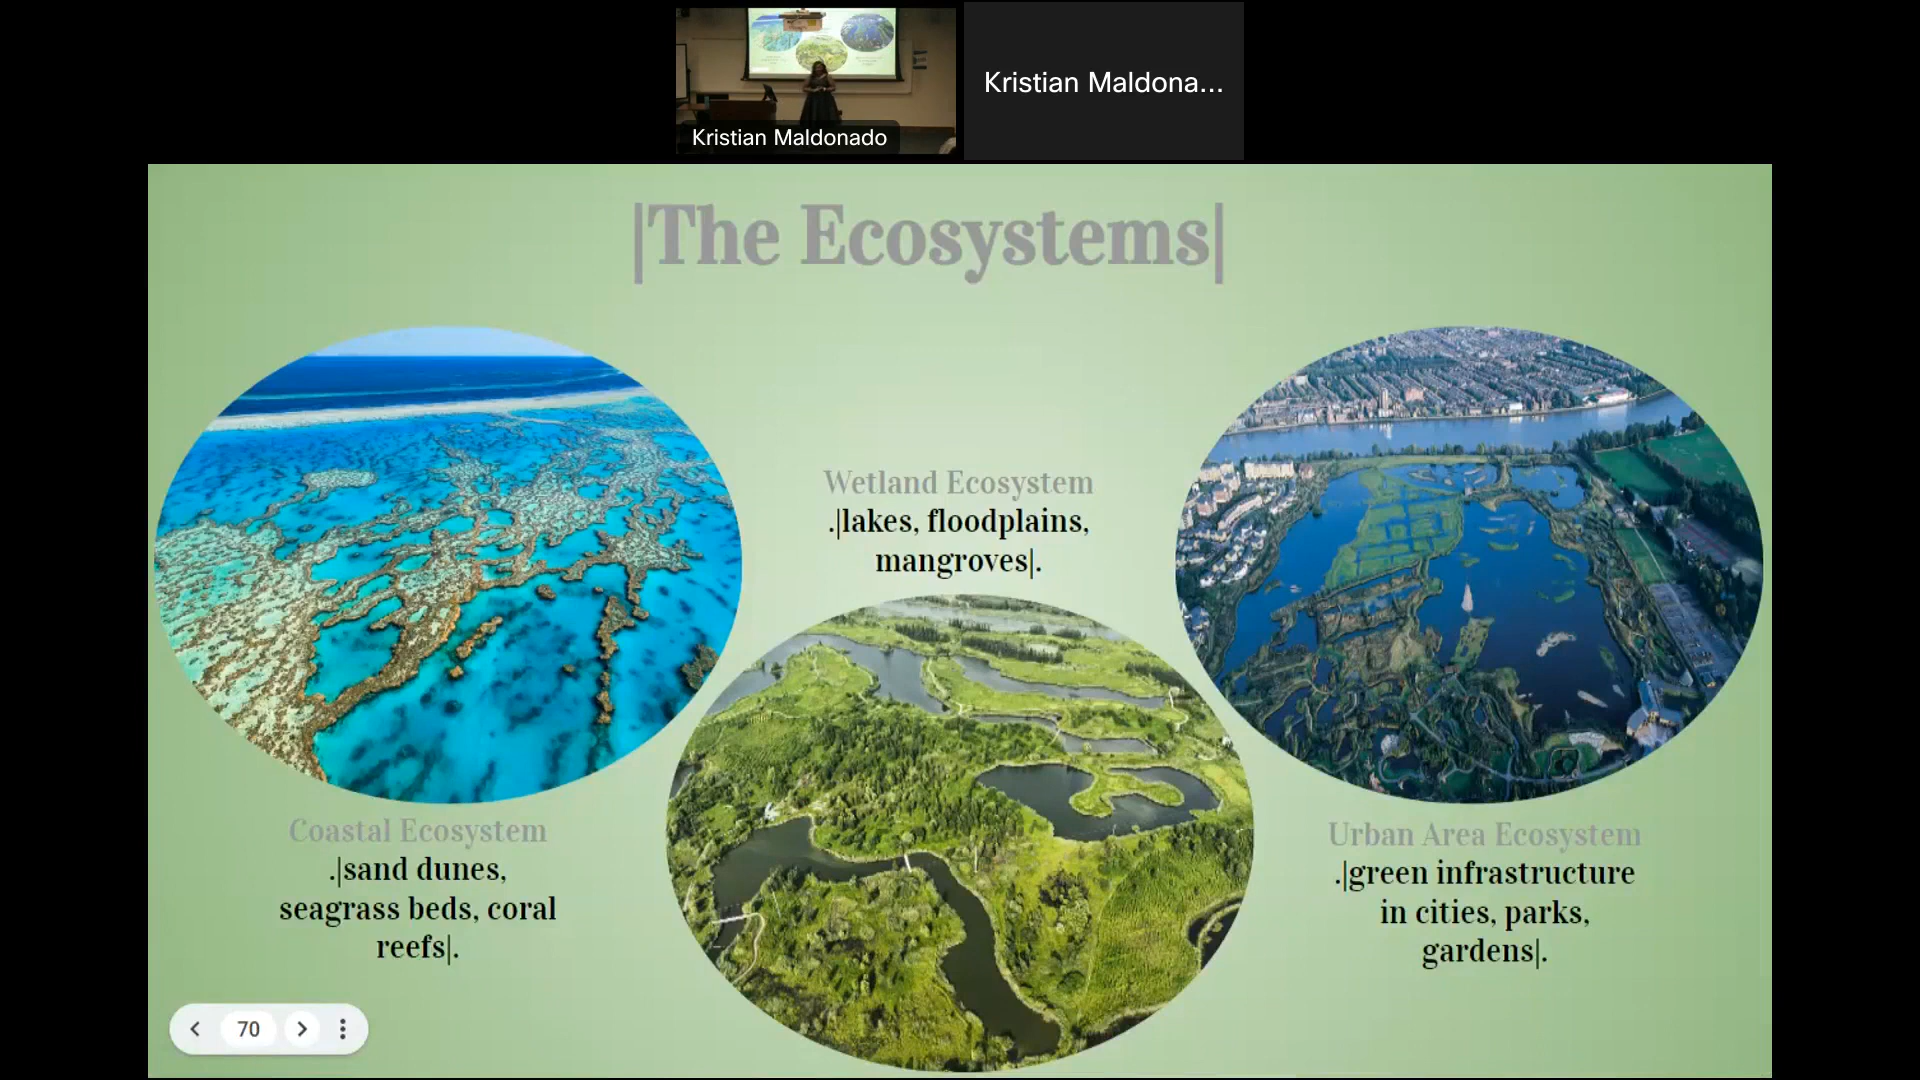 Kristian Maldonado
Kristian Maldona...
|The Ecosystems|
Wetland Ecosystem
.|lakes, floodplains,
mangroves|.
Coastal Ecosystem
.|sand dunes,
seagrass beds, coral
reefs|.
Urban Area Ecosystem
.|green infrastructure
in cities, parks,
gardens|.
70